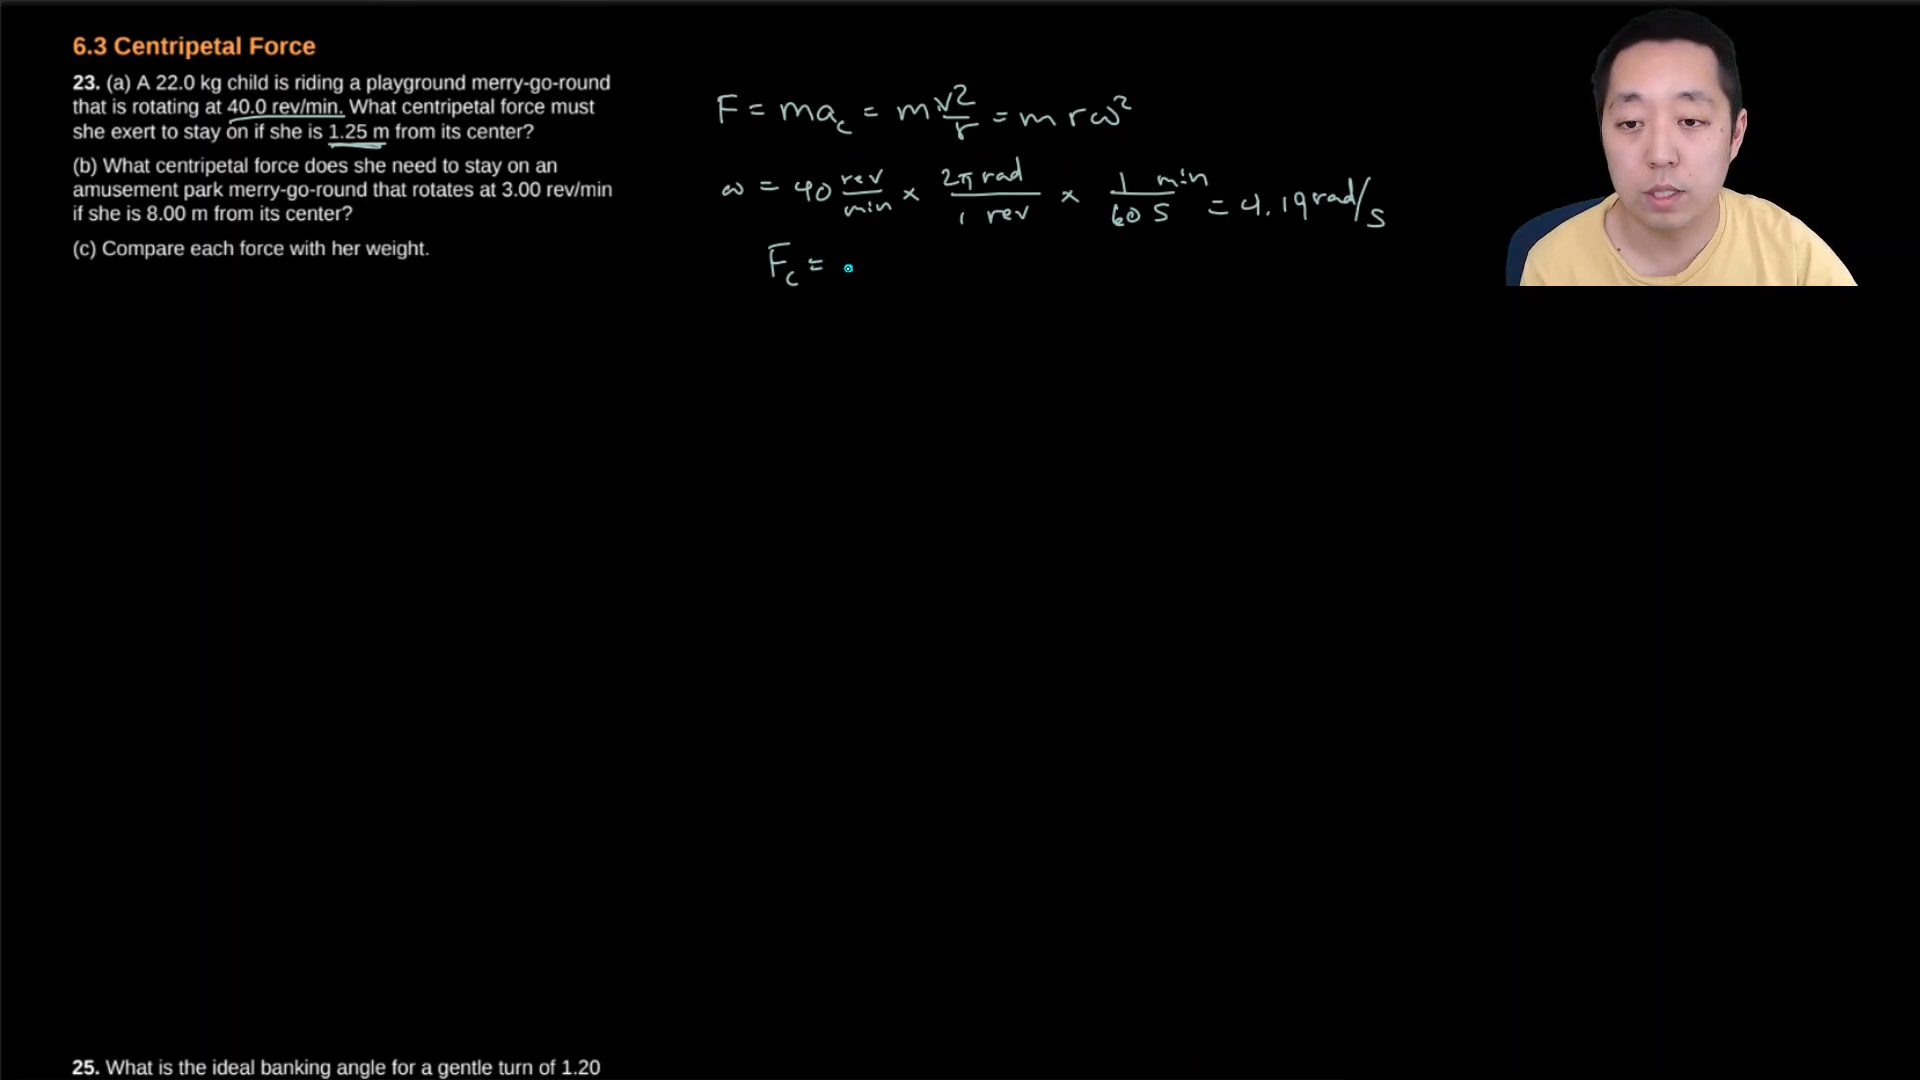 6.3 Centripetal Force
23. (a) A 22.0 kg child is riding a playground merry-go-round
that is rotating at 40.0 rev/min. What centripetal force must
she exert to stay on if she is 1.25 m from its center?
(b) What centripetal force does she need to stay on an
amusement park merry-go-round that rotates at 3.00 rev/min
if she is 8.00 m from its center?
(c) Compare each force with her weight.
F = ma_c = m v²/r = m r ω²
ω = 40 rev/min × 2π rad/1 rev × 1 min/60 s = 4.19 rad/s
F_c =
25. What is the ideal banking angle for a gentle turn of 1.20